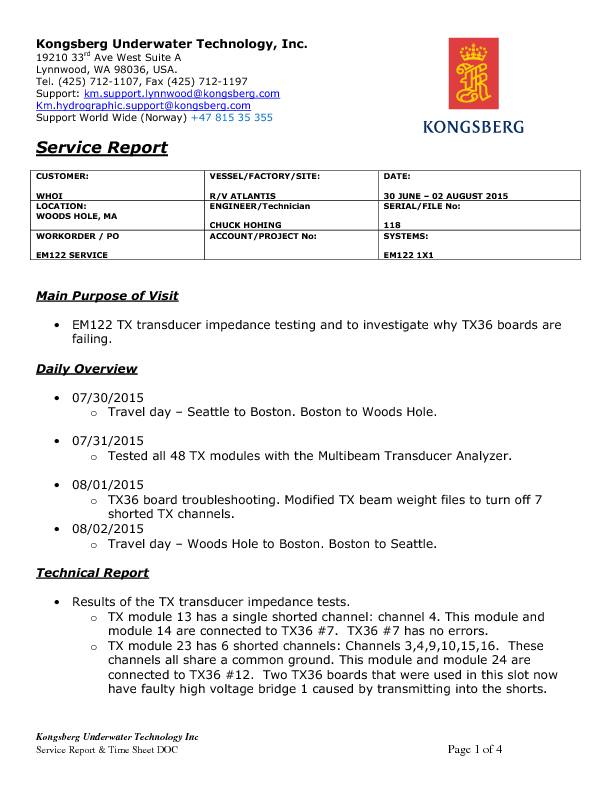 Kongsberg Underwater Technology, Inc.
19210 33rd Ave West Suite A
Lynnwood, WA 98036, USA.
Tel. (425) 712-1107, Fax (425) 712-1197
Support: km.support.lynnwood@kongsberg.com
Km.hydrographic.support@kongsberg.com
Support World Wide (Norway) +47 815 35 355
KONGSBERG
Service Report
CUSTOMER: VESSEL/FACTORY/SITE: DATE:
WHOI R/V ATLANTIS 30 JUNE – 02 AUGUST 2015
LOCATION: ENGINEER/Technician SERIAL/FILE No:
WOODS HOLE, MA
CHUCK HOHING 118
WORKORDER / PO ACCOUNT/PROJECT No: SYSTEMS:
EM122 SERVICE EM122 1X1
Main Purpose of Visit
• EM122 TX transducer impedance testing and to investigate why TX36 boards are
failing.
Daily Overview
• 07/30/2015
o Travel day – Seattle to Boston. Boston to Woods Hole.
• 07/31/2015
o Tested all 48 TX modules with the Multibeam Transducer Analyzer.
• 08/01/2015
o TX36 board troubleshooting. Modified TX beam weight files to turn off 7
shorted TX channels.
• 08/02/2015
o Travel day – Woods Hole to Boston. Boston to Seattle.
Technical Report
• Results of the TX transducer impedance tests.
o TX module 13 has a single shorted channel: channel 4. This module and
module 14 are connected to TX36 #7.  TX36 #7 has no errors.
o TX module 23 has 6 shorted channels: Channels 3,4,9,10,15,16.  These
channels all share a common ground. This module and module 24 are
connected to TX36 #12.  Two TX36 boards that were used in this slot now
have faulty high voltage bridge 1 caused by transmitting into the shorts.
Kongsberg Underwater Technology Inc
Service Report & Time Sheet DOC Page 1 of 4